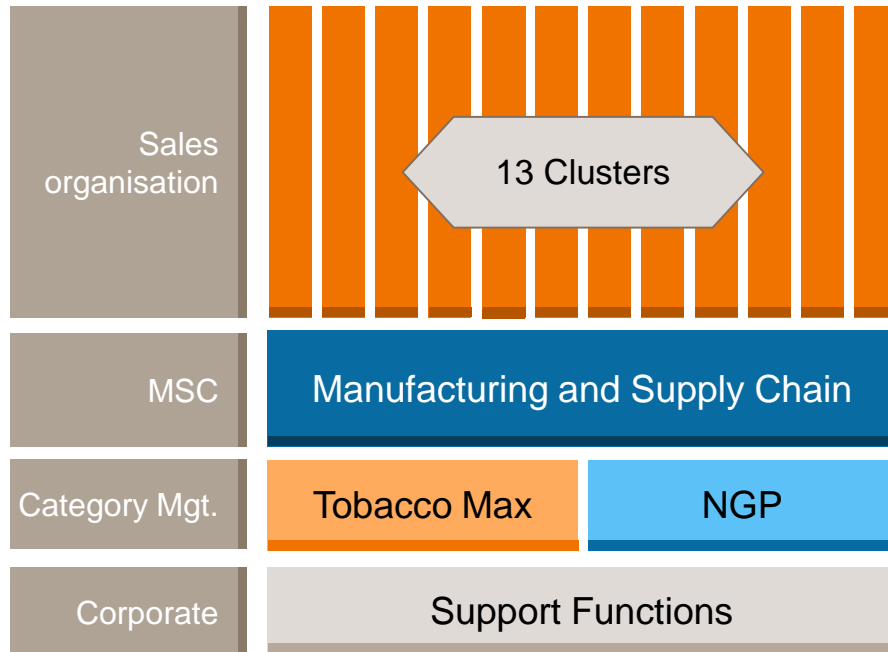 Sales
organisation
13 Clusters
MSC
Manufacturing and Supply Chain
Category Mgt.
Tobacco Max
NGP
Corporate
Support Functions